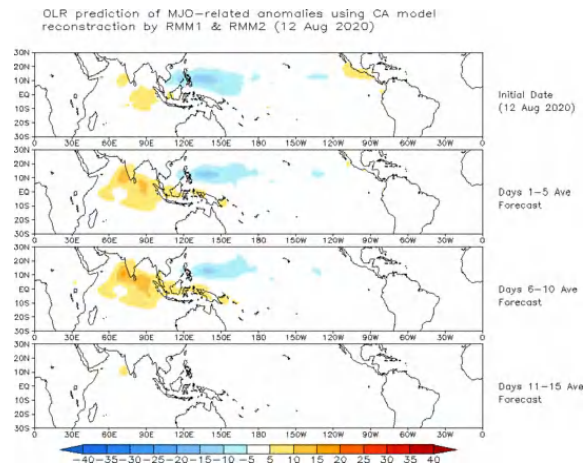 OLR prediction of MJO-related anomalies using CA model
reconstruction by RMM1 & RMM2 (12 Aug 2020)
30N
20N
10N
EQ
10S
20S
30S
0 30E 60E 90E 120E 150E 180 150W 120W 90W 60W 30W 0
Initial Date
(12 Aug 2020)
30N
20N
10N
EQ
10S
20S
30S
0 30E 60E 90E 120E 150E 180 150W 120W 90W 60W 30W 0
Days 1-5 Ave
Forecast
30N
20N
10N
EQ
10S
20S
30S
0 30E 60E 90E 120E 150E 180 150W 120W 90W 60W 30W 0
Days 6-10 Ave
Forecast
30N
20N
10N
EQ
10S
20S
30S
0 30E 60E 90E 120E 150E 180 150W 120W 90W 60W 30W 0
Days 11-15 Ave
Forecast
-40 -35 -30 -25 -20 -15 -10 -5 5 10 15 20 25 30 35 40